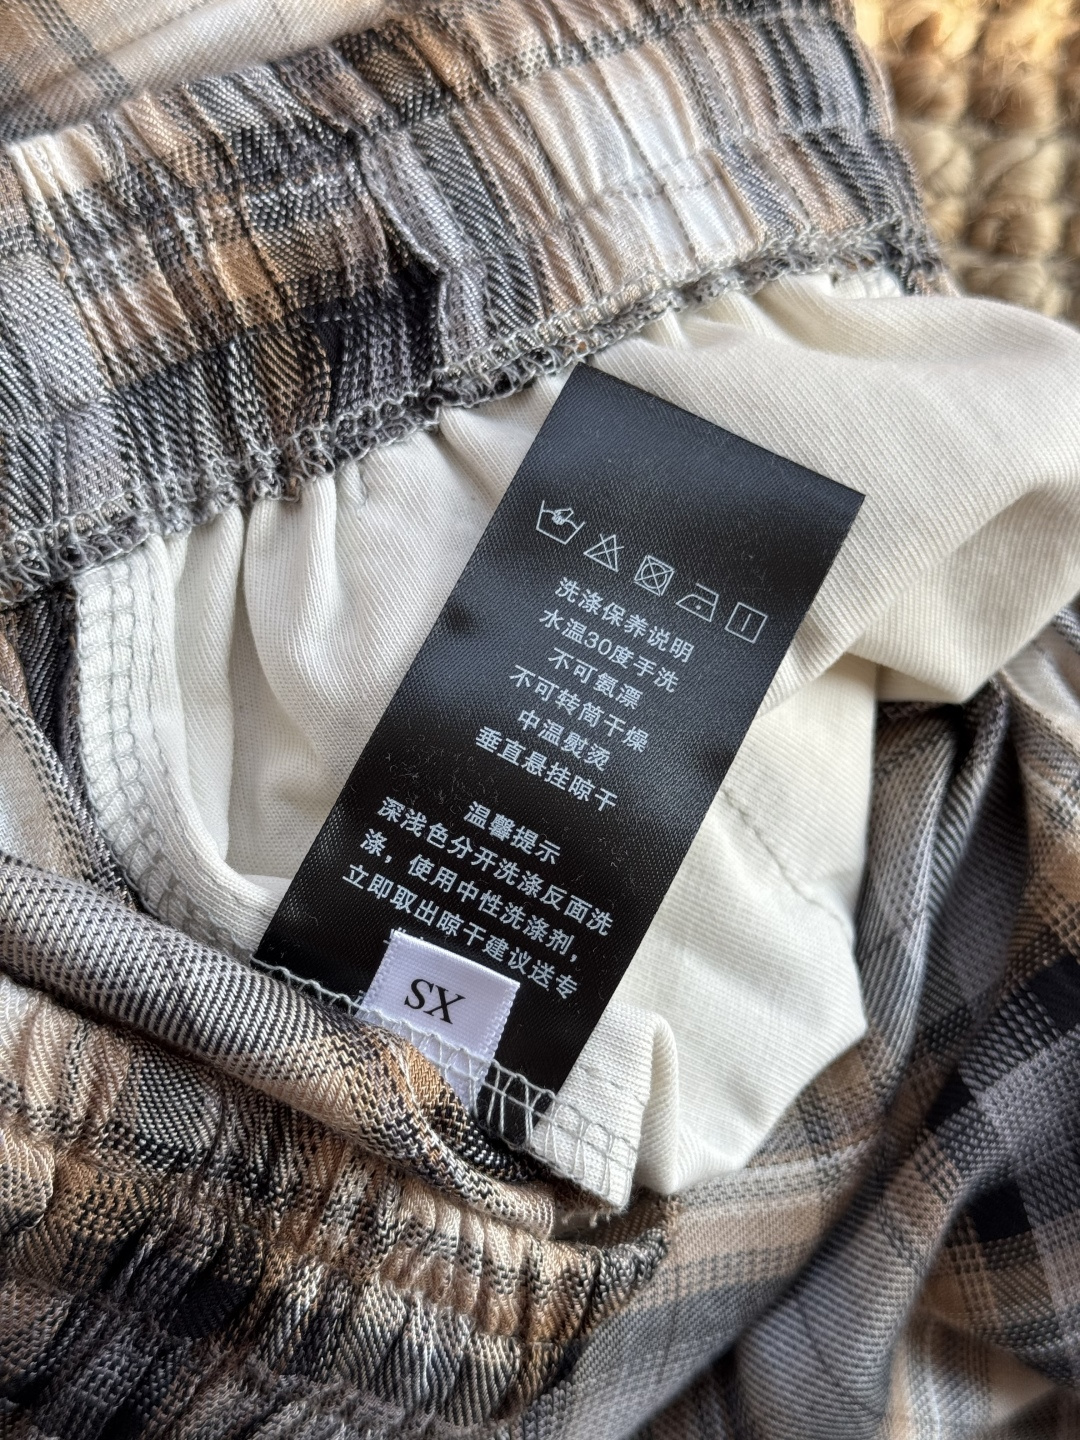 洗涤保养说明
水温30度手洗
不可氨漂
不可转筒干燥
中温熨烫
垂直悬挂晾干
温馨提示
深浅色分开洗涤反面洗
涤，使用中性洗涤剂，
立即取出晾干建议送专
XS